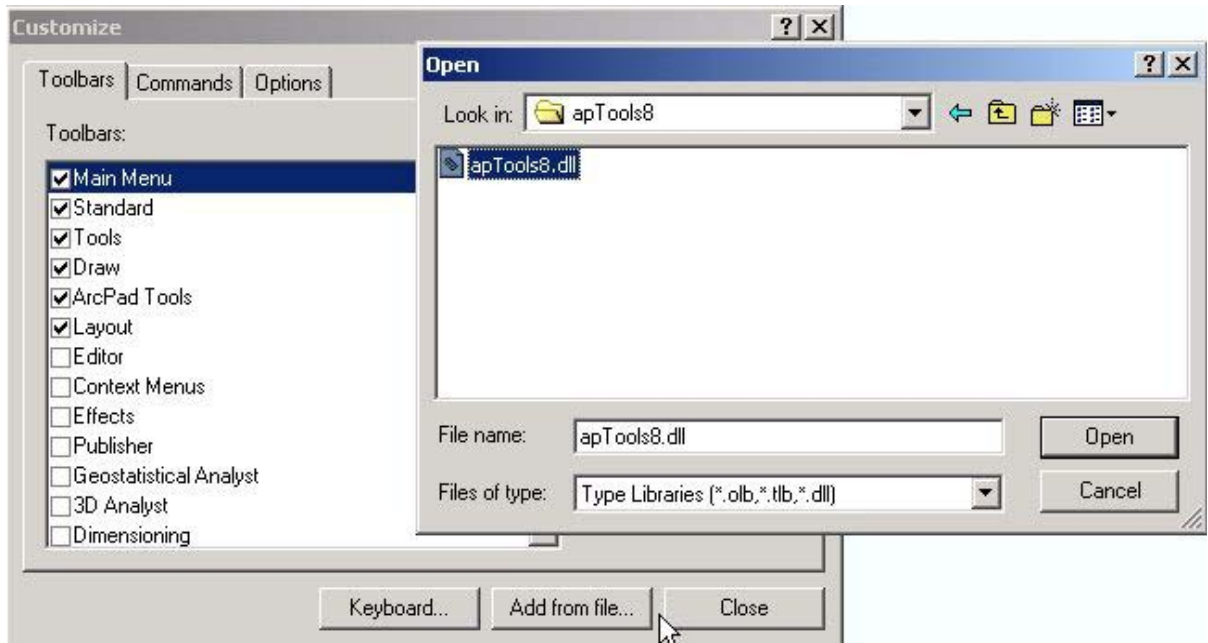 Customize
Toolbars Commands Options
Toolbars:
Main Menu
Standard
Tools
Draw
ArcPad Tools
Layout
Editor
Context Menus
Effects
Publisher
Geostatistical Analyst
3D Analyst
Dimensioning
Keyboard... Add from file... Close
Open
Look in: apTools8
apTools8.dll
File name: apTools8.dll Open
Files of type: Type Libraries (*.olb,*.tlb,*.dll) Cancel